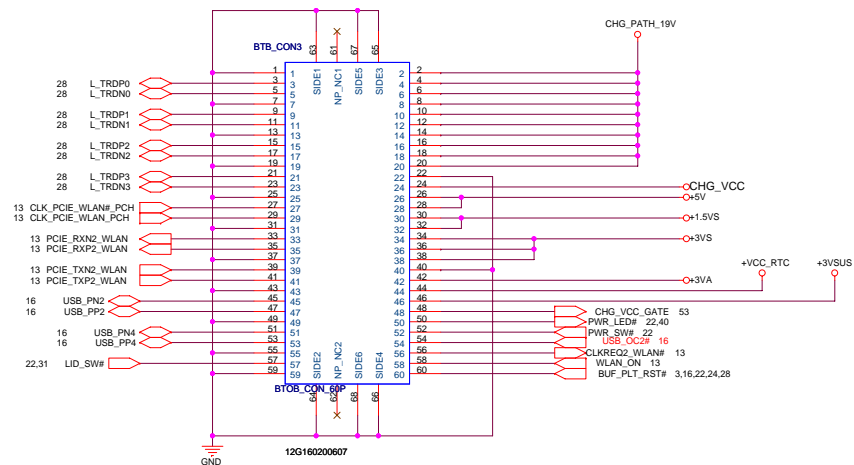 CHG_PATH_19V
BTB_CON3
63 61 67 65
SIDE1 NP_NC1 SIDE5 SIDE3
1 1 2 2
28 L_TRDP0 3 3 4 4
28 L_TRDN0 5 5 6 6
7 7 8 8
28 L_TRDP1 9 9 10 10
28 L_TRDN1 11 11 12 12
13 13 14 14
28 L_TRDP2 15 15 16 16
28 L_TRDN2 17 17 18 18
19 19 20 20
28 L_TRDP3 21 21 22 22
28 L_TRDN3 23 23 24 24 CHG_VCC
25 25 26 26 +5V
13 CLK_PCIE_WLAN#_PCH 27 27 28 28
13 CLK_PCIE_WLAN_PCH 29 29 30 30 +1.5VS
31 31 32 32
13 PCIE_RXN2_WLAN 33 33 34 34 +3VS
13 PCIE_RXP2_WLAN 35 35 36 36
37 37 38 38
+VCC_RTC +3VSUS
13 PCIE_TXN2_WLAN 39 39 40 40
13 PCIE_TXP2_WLAN 41 41 42 42 +3VA
43 43 44 44
16 USB_PN2 45 45 46 46
16 USB_PP2 47 47 48 48 CHG_VCC_GATE 53
49 49 50 50 PWR_LED# 22,40
16 USB_PN4 51 51 52 52 PWR_SW# 22
16 USB_PP4 53 53 54 54 USB_OC2# 16
55 55 56 56 CLKREQ2_WLAN# 13
22,31 LID_SW# 57 57 58 58 WLAN_ON 13
59 59 60 60 BUF_PLT_RST# 3,16,22,24,28
SIDE2 NP_NC2 SIDE6 SIDE4
BTOB_CON_60P
64 62 68 66
12G160200607
GND